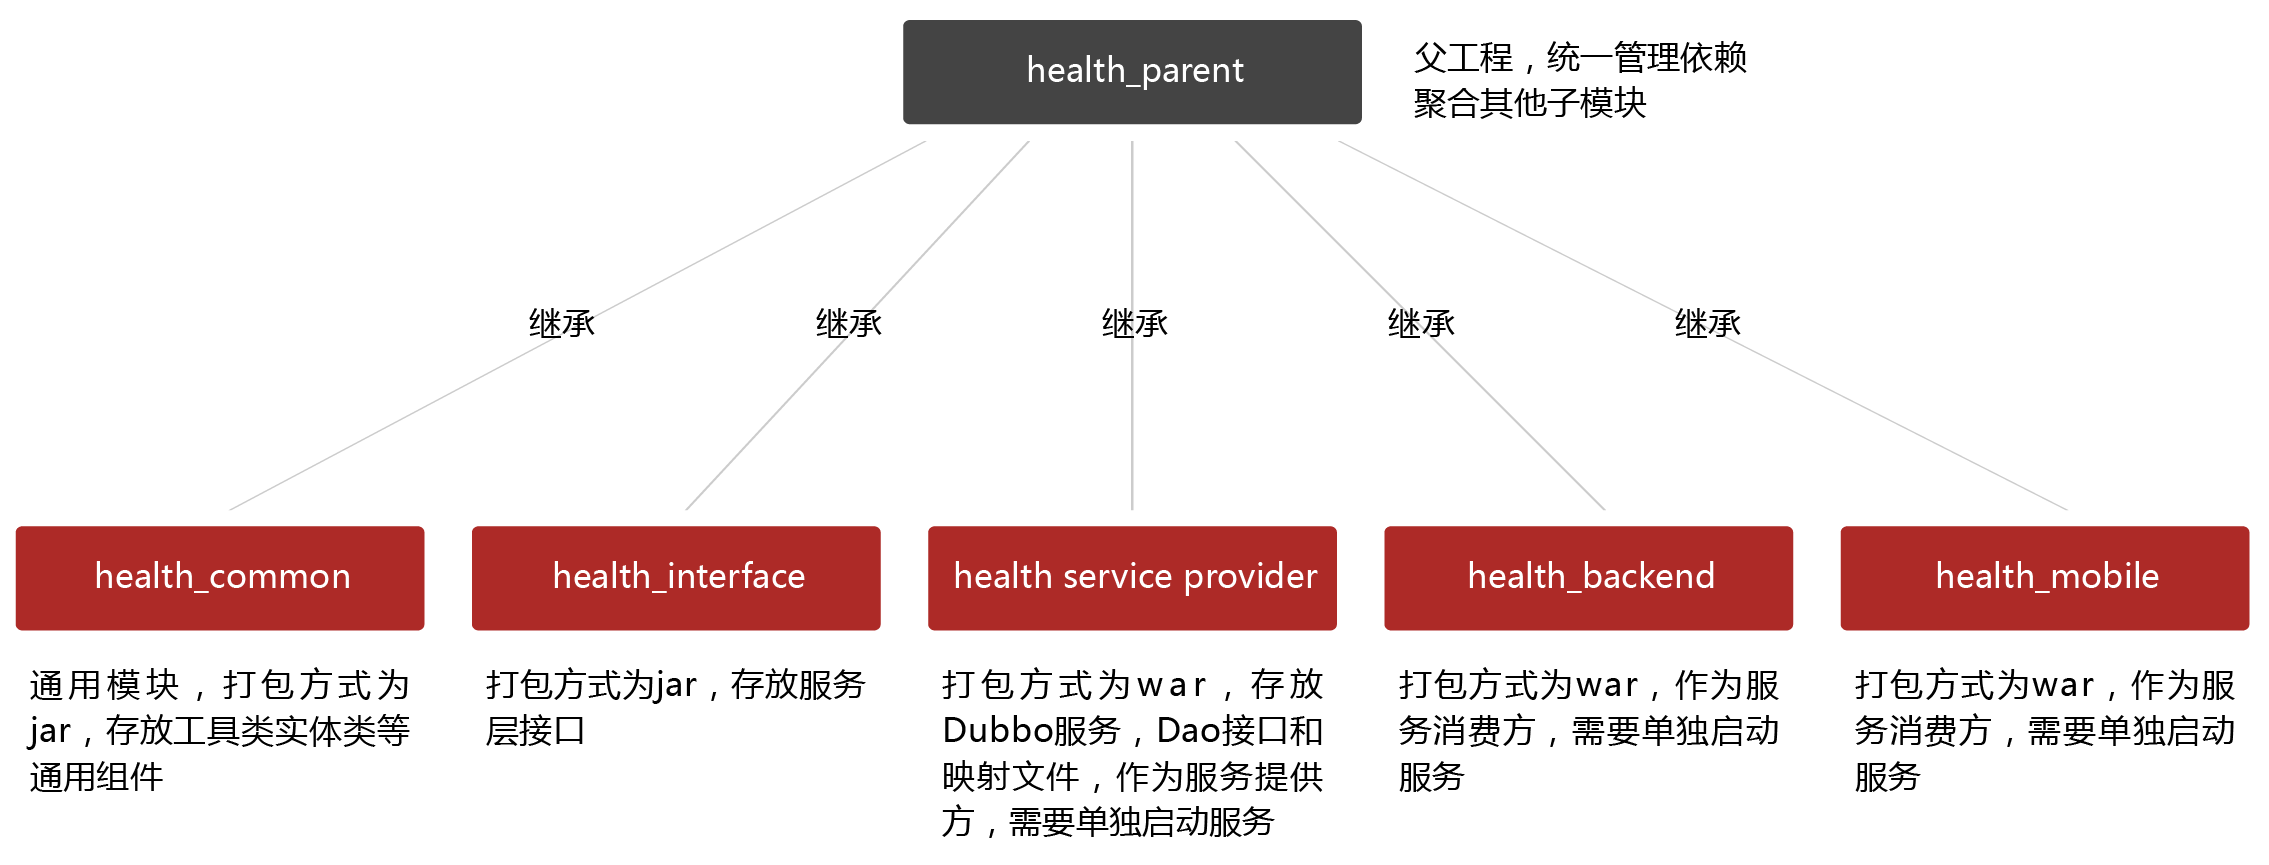 health_parent
父工程，统一管理依赖
聚合其他子模块
继承
继承
继承
继承
继承
health_common
health_interface
health service provider
health_backend
health_mobile
通用模块，打包方式为
jar，存放工具类实体类等
通用组件
打包方式为jar，存放服务
层接口
打包方式为war，存放
Dubbo服务，Dao接口和
映射文件，作为服务提供
方，需要单独启动服务
打包方式为war，作为服
务消费方，需要单独启动
服务
打包方式为war，作为服
务消费方，需要单独启动
服务